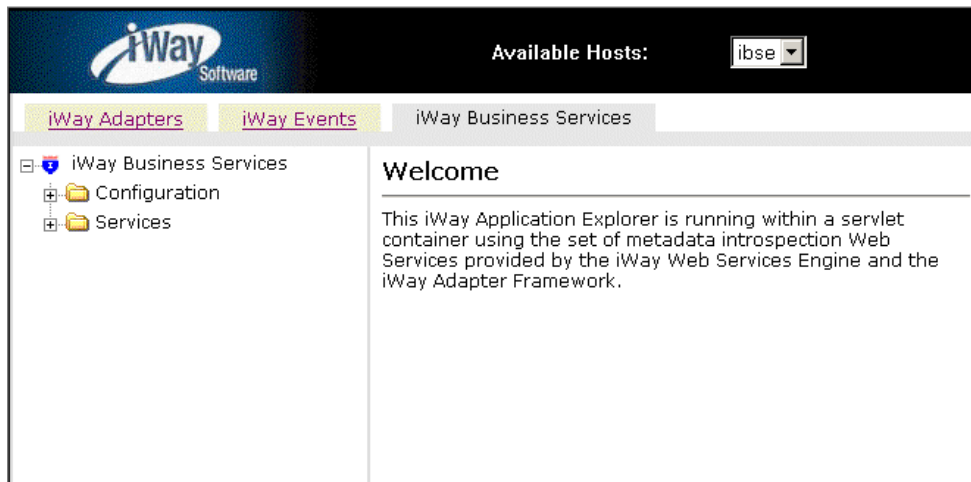 iWay
Software
Available Hosts:
ibse
iWay Adapters
iWay Events
iWay Business Services
iWay Business Services
Configuration
Services
Welcome
This iWay Application Explorer is running within a servlet
container using the set of metadata introspection Web
Services provided by the iWay Web Services Engine and the
iWay Adapter Framework.